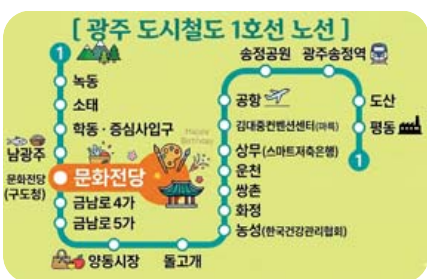 [ 광주 도시철도 1호선 노선 ]
1
녹동
소태
학동·증심사입구
남광주
문화전당
(구도청)
문화전당
Happy
Birthday
금남로 4가
금남로 5가
양동시장
돌고개
농성(한국건강관리협회)
화정
쌍촌
운천
상무(스마트저축은행)
김대중컨벤션센터(마륵)
공항
송정공원
광주송정역
도산
평동
1